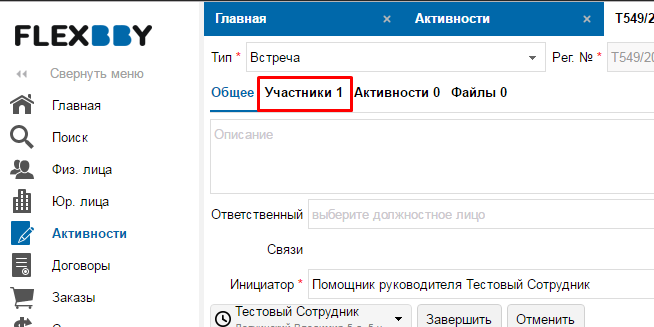 FLEXBBY
Свернуть меню
Главная
Поиск
Физ. лица
Юр. лица
Активности
Договоры
Заказы
Главная × Активности × T549/20
Тип * Встреча Рег. № * T549/20
Общее Участники 1 Активности 0 Файлы 0
Описание
Ответственный выберите должностное лицо
Связи
Инициатор * Помощник руководителя Тестовый Сотрудник
Тестовый Сотрудник Завершить Отменить